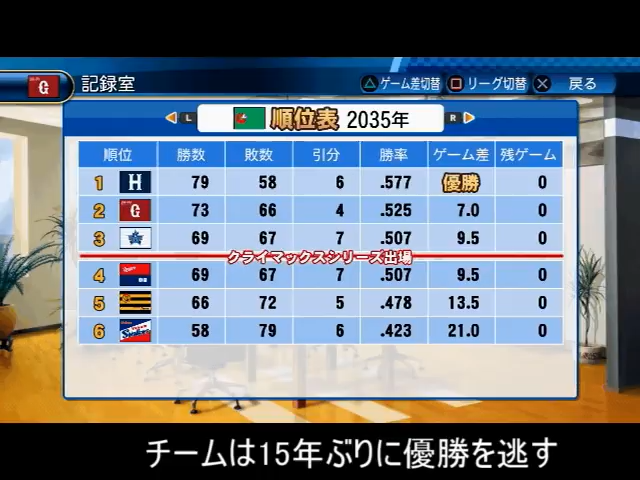 G 記録室 △ゲーム差切替 □リーグ切替 ✕ 戻る
L 順位表 2035年 R
順位 勝数 敗数 引分 勝率 ゲーム差 残ゲーム
1 H 79 58 6 .577 優勝 0
2 G 73 66 4 .525 7.0 0
3 69 67 7 .507 9.5 0
クライマックスシリーズ出場
4 69 67 7 .507 9.5 0
5 66 72 5 .478 13.5 0
6 58 79 6 .423 21.0 0
チームは15年ぶりに優勝を逃す